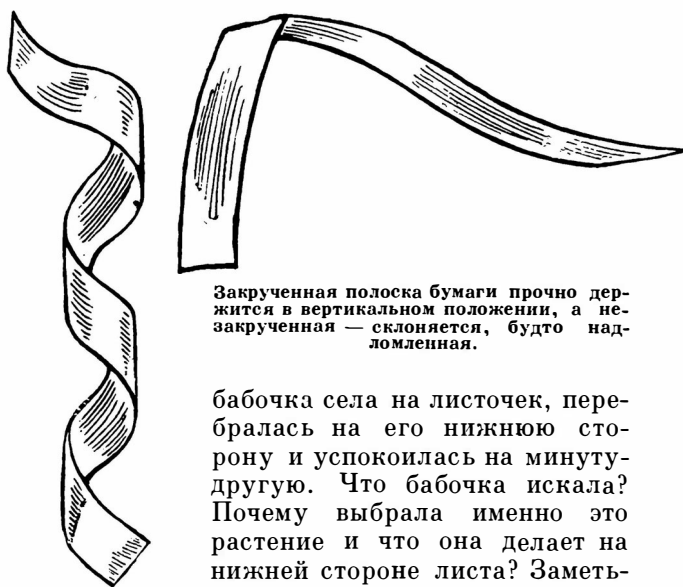 Закрученная полоска бумаги прочно дер-
жится в вертикальном положении, а не-
закрученная — склоняется, будто над-
ломленная.
бабочка села на листочек, пере-
бралась на его нижнюю сто-
рону и успокоилась на минуту-
другую. Что бабочка искала?
Почему выбрала именно это
растение и что она делает на
нижней стороне листа? Заметь-